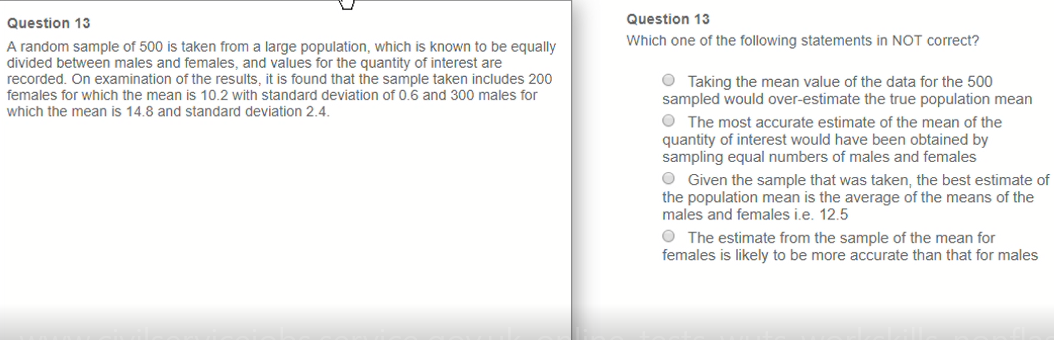 Question 13
A random sample of 500 is taken from a large population, which is known to be equally
divided between males and females, and values for the quantity of interest are
recorded. On examination of the results, it is found that the sample taken includes 200
females for which the mean is 10.2 with standard deviation of 0.6 and 300 males for
which the mean is 14.8 and standard deviation 2.4.
Question 13
Which one of the following statements in NOT correct?
Taking the mean value of the data for the 500
sampled would over-estimate the true population mean
The most accurate estimate of the mean of the
quantity of interest would have been obtained by
sampling equal numbers of males and females
Given the sample that was taken, the best estimate of
the population mean is the average of the means of the
males and females i.e. 12.5
The estimate from the sample of the mean for
females is likely to be more accurate than that for males